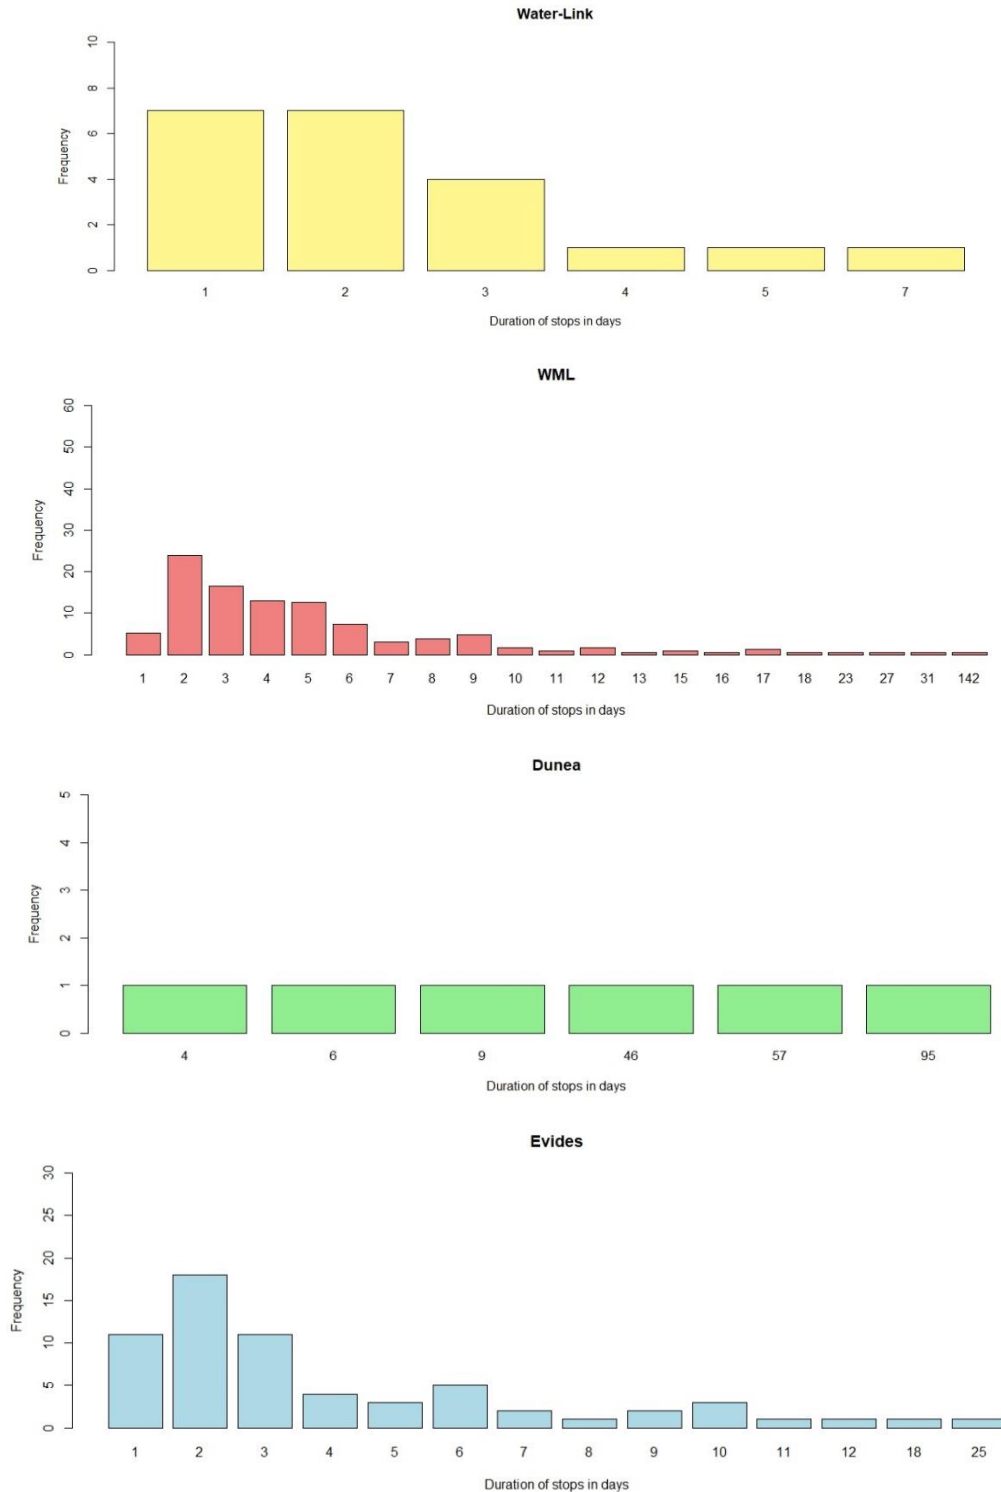 Water-Link
10
8
6
4
2
0
Frequency
1 2 3 4 5 7
Duration of stops in days
WML
60
50
40
30
20
10
0
Frequency
1 2 3 4 5 6 7 8 9 10 11 12 13 15 16 17 18 23 27 31 142
Duration of stops in days
Dunea
5
4
3
2
1
0
Frequency
4 6 9 46 57 95
Duration of stops in days
Evides
30
25
20
15
10
5
0
Frequency
1 2 3 4 5 6 7 8 9 10 11 12 18 25
Duration of stops in days